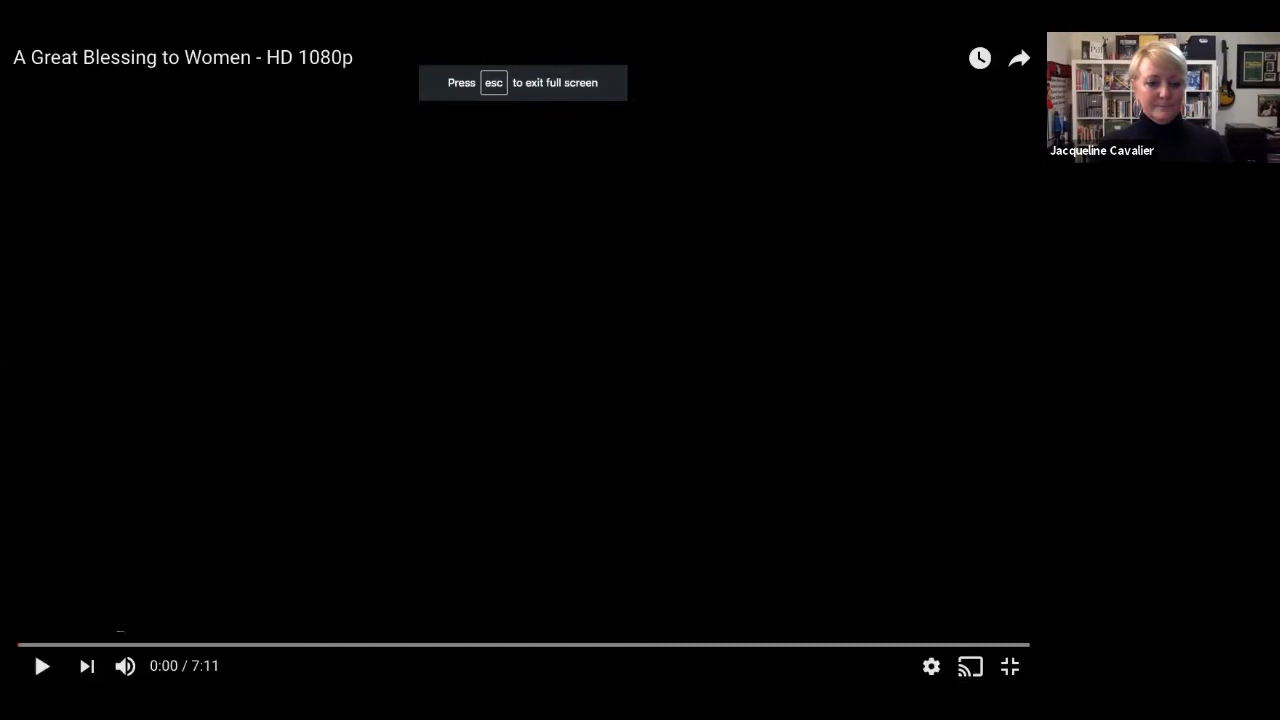 A Great Blessing to Women - HD 1080p
Press esc to exit full screen
Jacqueline Cavalier
0:00 / 7:11